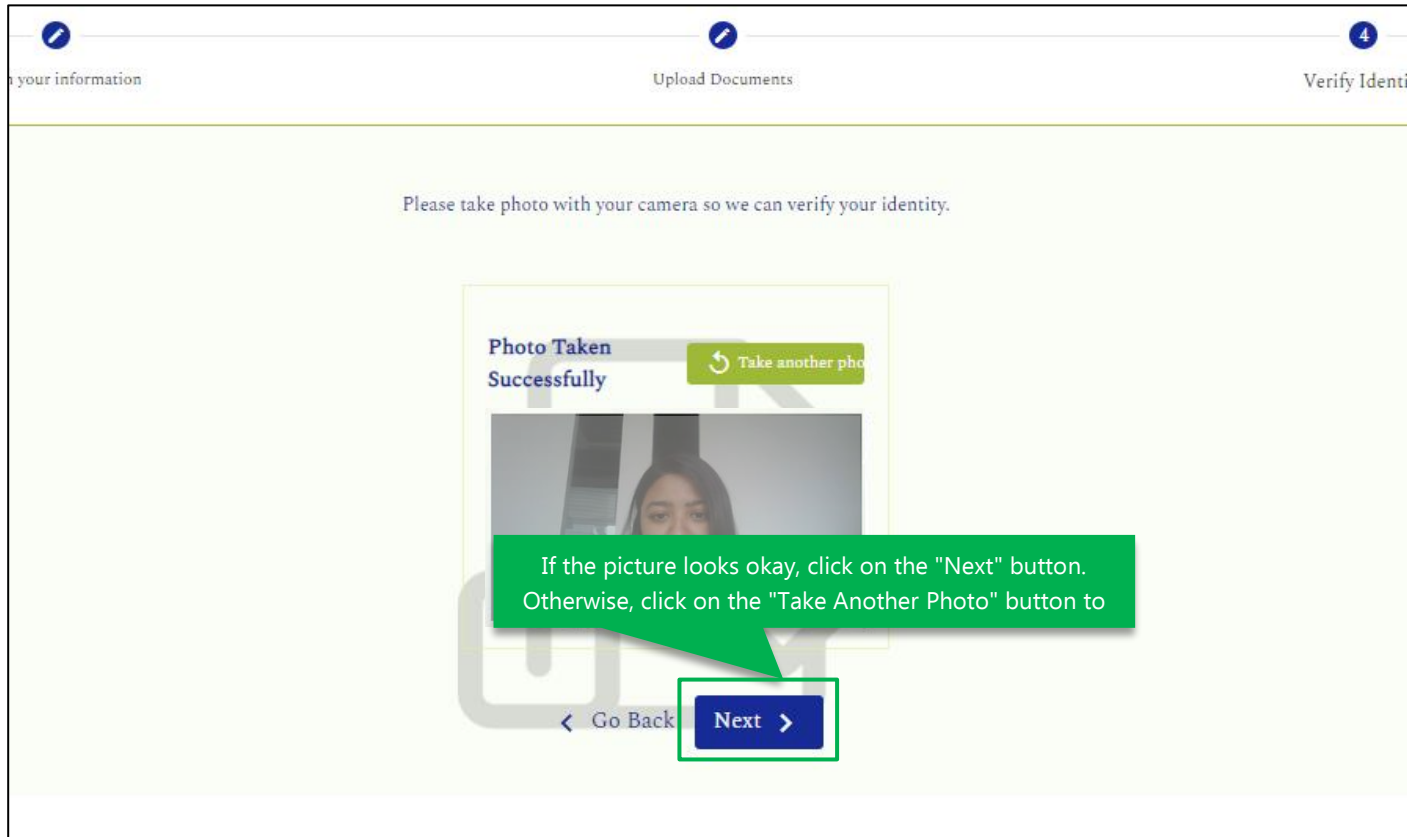 4
your information
Upload Documents
Verify
Please take photo with your camera so we can verify your identity.
Photo Taken
Successfully
Take another
If the picture looks okay, click on the "Next" button.
Otherwise, click on the "Take Another Photo" button to
Go Back
Next